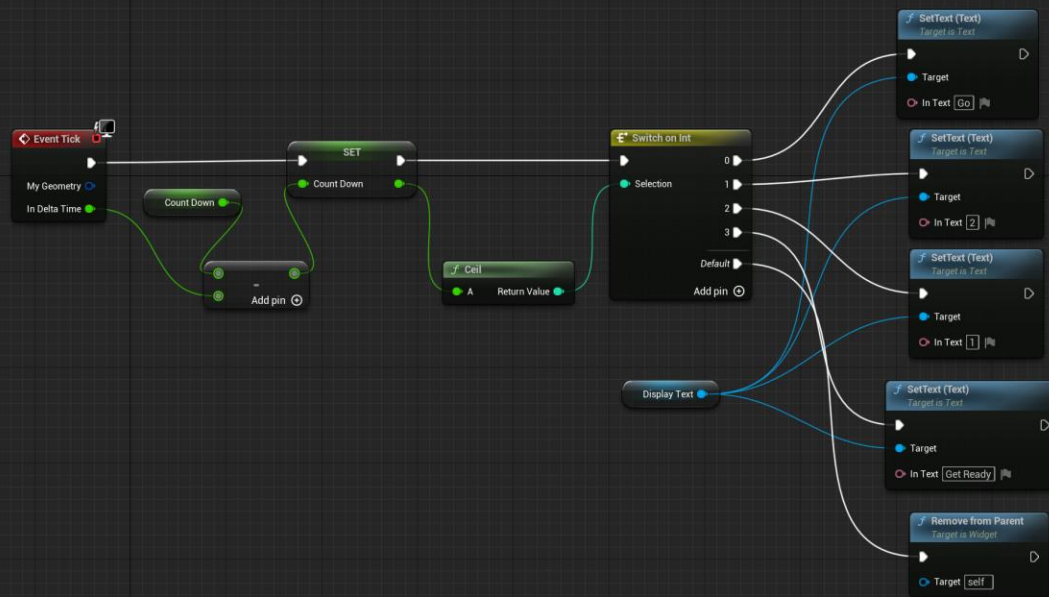 Event Tick
My Geometry
In Delta Time
Count Down
-
Add pin
SET
Count Down
Ceil
A Return Value
Switch on Int
0
Selection 1
2
3
Default
Add pin
Display Text
SetText (Text)
Target is Text
Target
In Text Go
SetText (Text)
Target is Text
Target
In Text 2
SetText (Text)
Target is Text
Target
In Text 1
SetText (Text)
Target is Text
Target
In Text Get Ready
Remove from Parent
Target is Widget
Target self